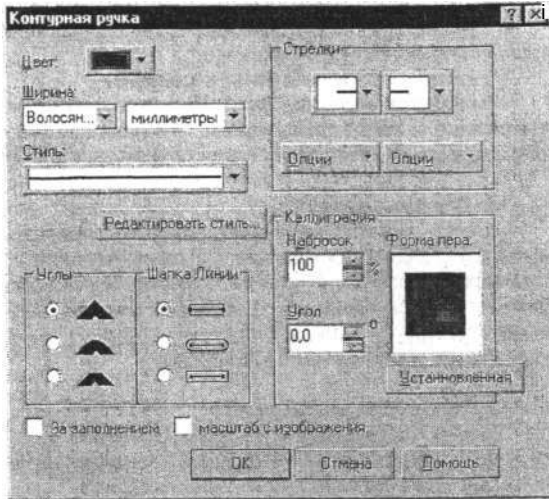 Контурная ручка
Цвет:
Ширина:
Волосян...
миллиметры
Стиль:
Редактировать стиль...
Стрелки
Опции
Опции
Углы
Шапка Линии
Каллиграфия
Набросок:
100
%
Угол
0,0
°
Форма пера:
Установленная
За заполнением
масштаб с изображения
OK
Отмена
Помощь